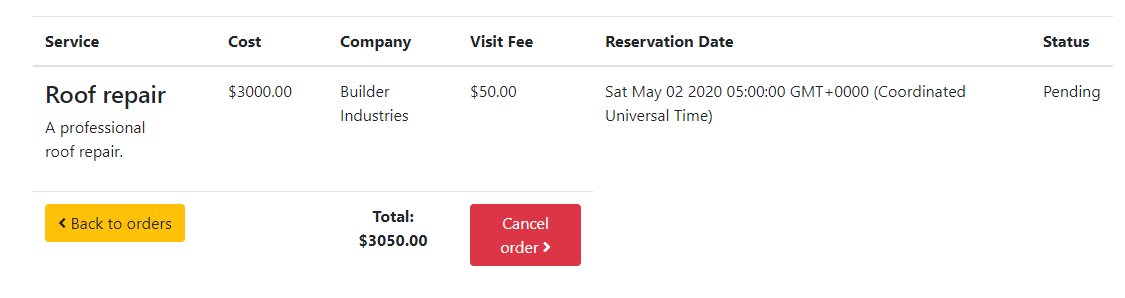 Service Cost Company Visit Fee Reservation Date Status
Roof repair $3000.00 Builder $50.00 Sat May 02 2020 05:00:00 GMT+0000 (Coordinated Pending
Industries Universal Time)
A professional
roof repair.
Back to orders Total: Cancel
$3050.00 order